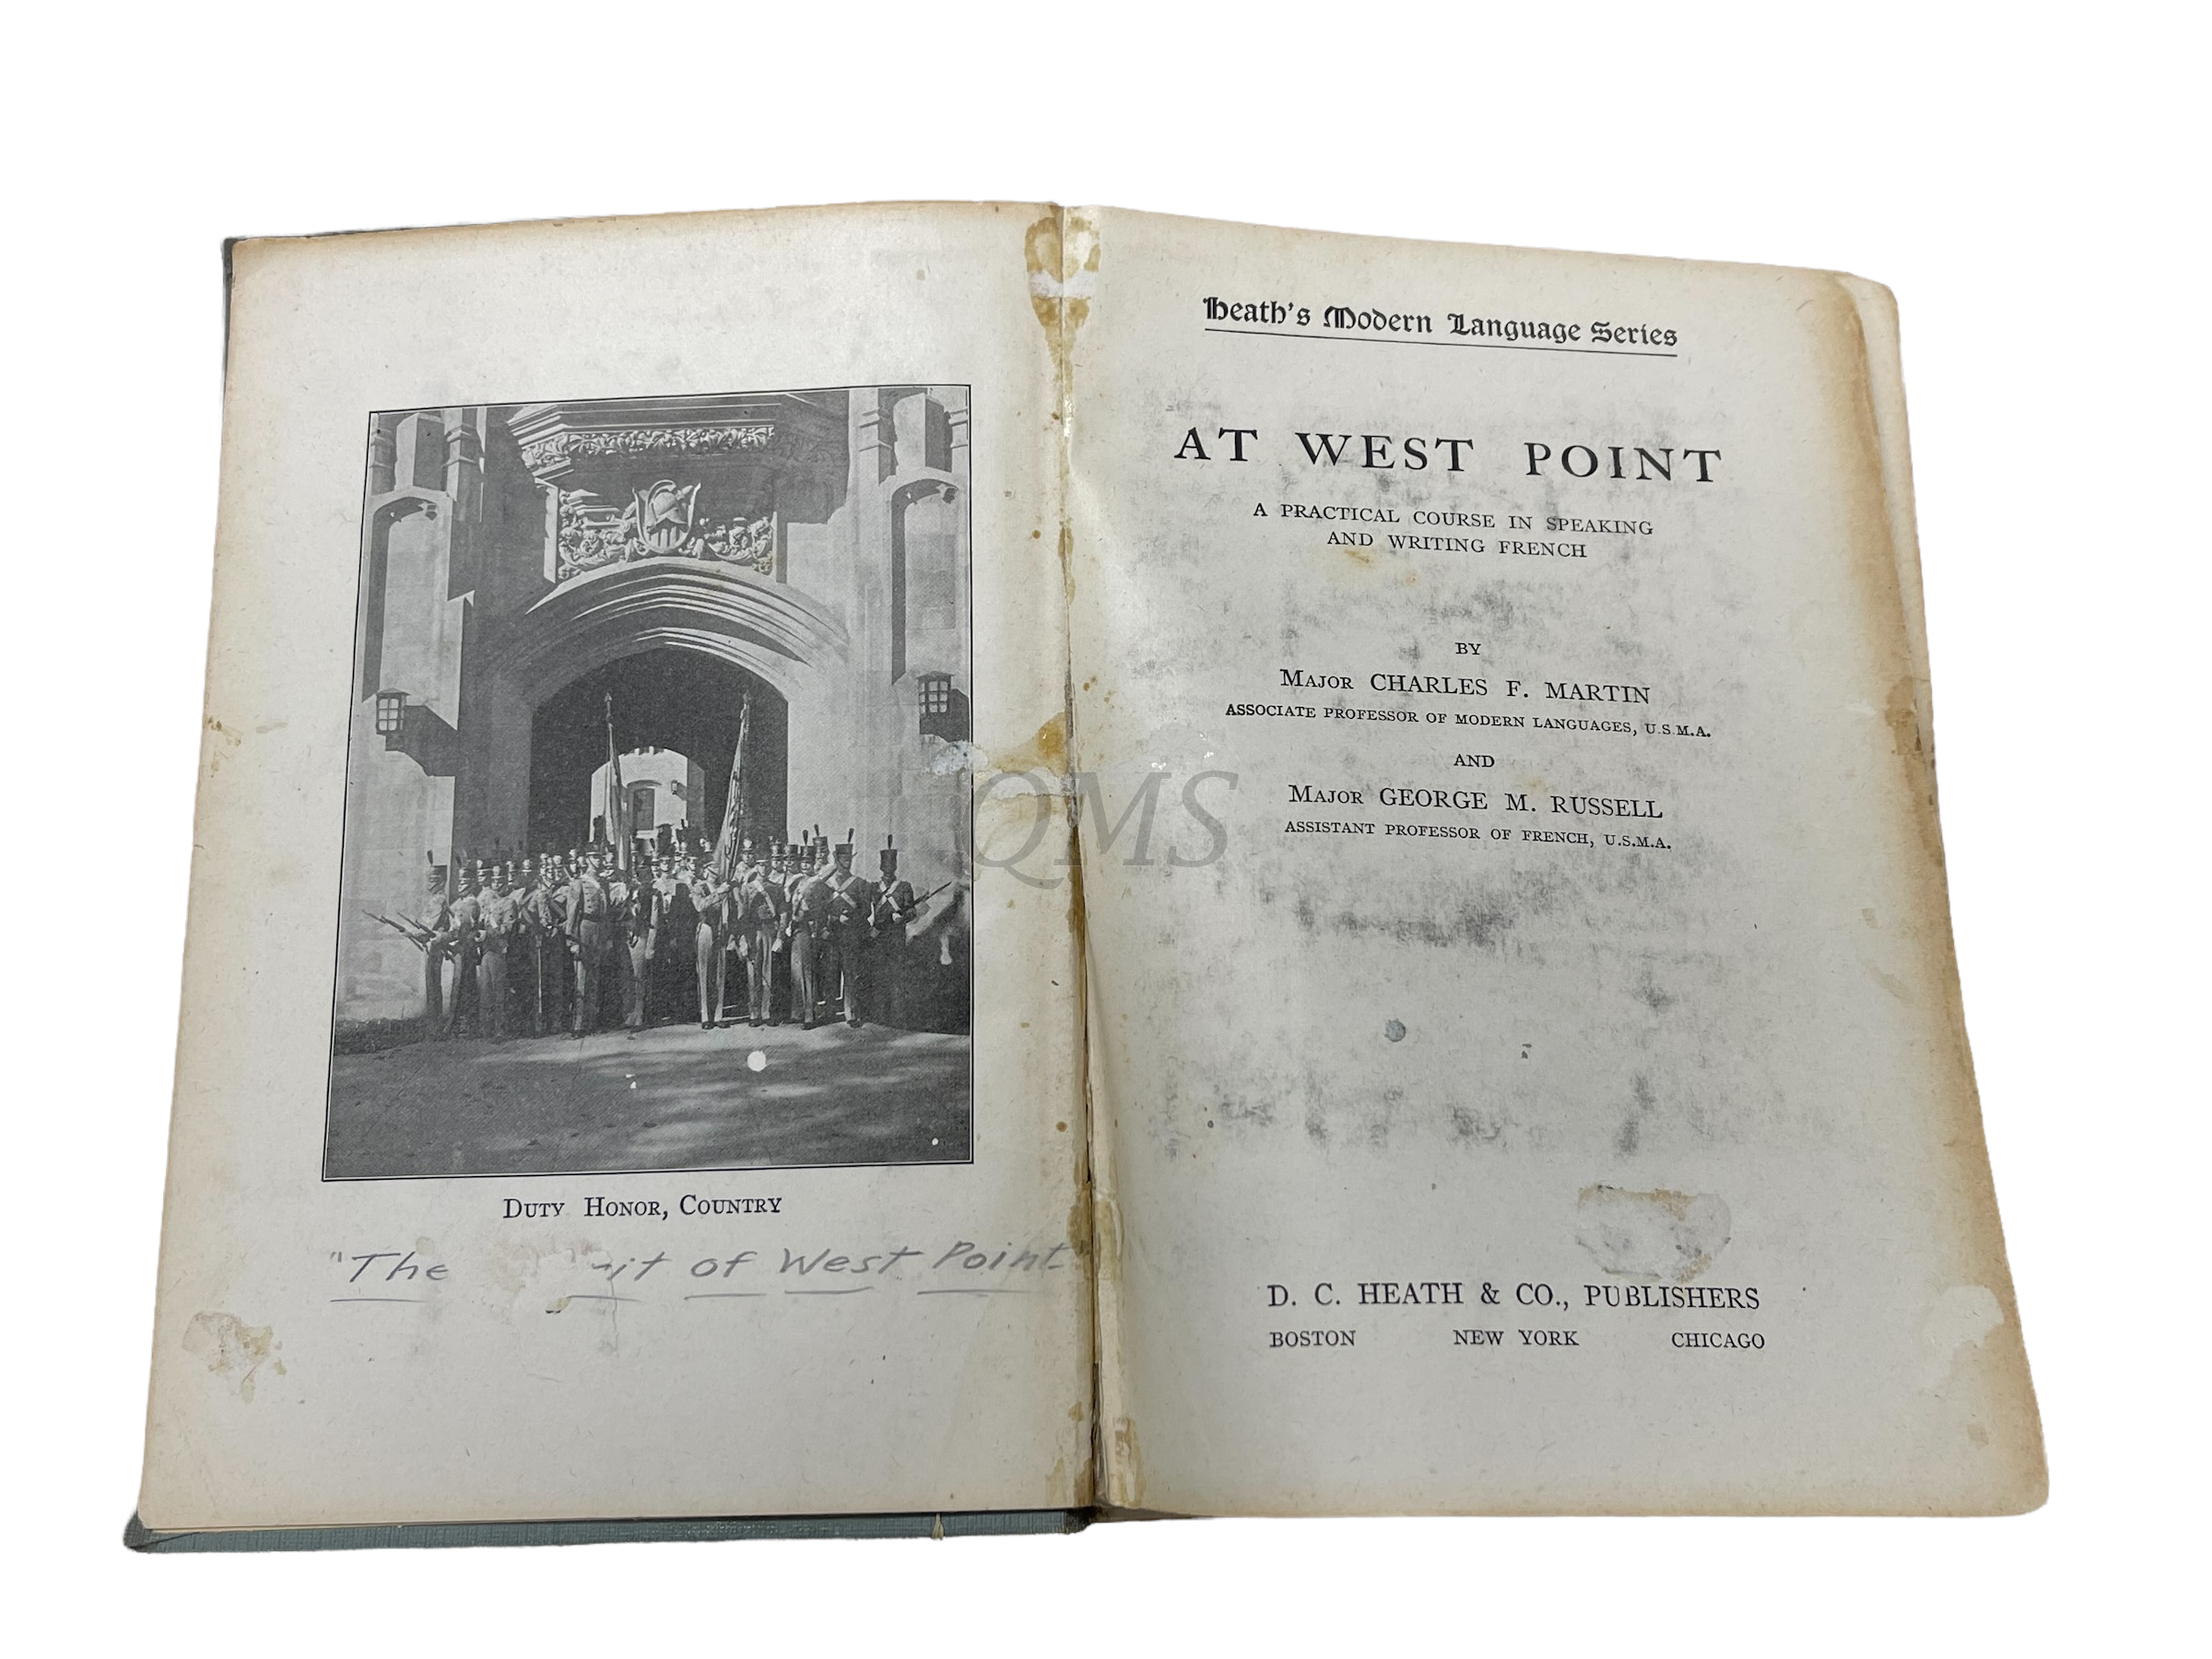 DUTY HONOR, COUNTRY
"The of West Point
Heath's Modern Language Series
AT WEST POINT
A PRACTICAL COURSE IN SPEAKING
AND WRITING FRENCH
BY
MAJOR CHARLES F. MARTIN
ASSOCIATE PROFESSOR OF MODERN LANGUAGES, U.S.M.A.
AND
MAJOR GEORGE M. RUSSELL
ASSISTANT PROFESSOR OF FRENCH, U.S.M.A.
QMS
D. C. HEATH & CO., PUBLISHERS
BOSTON NEW YORK CHICAGO